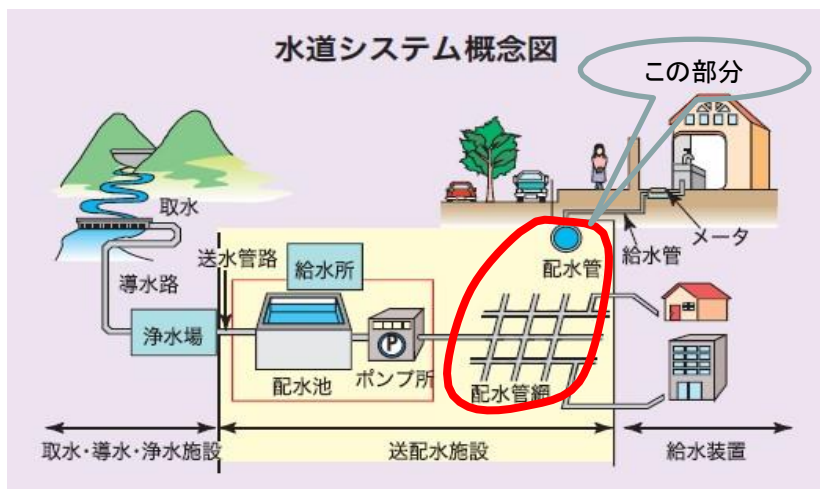 水道システム概念図
この部分
取水
導水路
浄水場
送水管路
給水所
配水池
P
ポンプ所
配水管
配水管網
給水管
メータ
取水・導水・浄水施設
送配水施設
給水装置